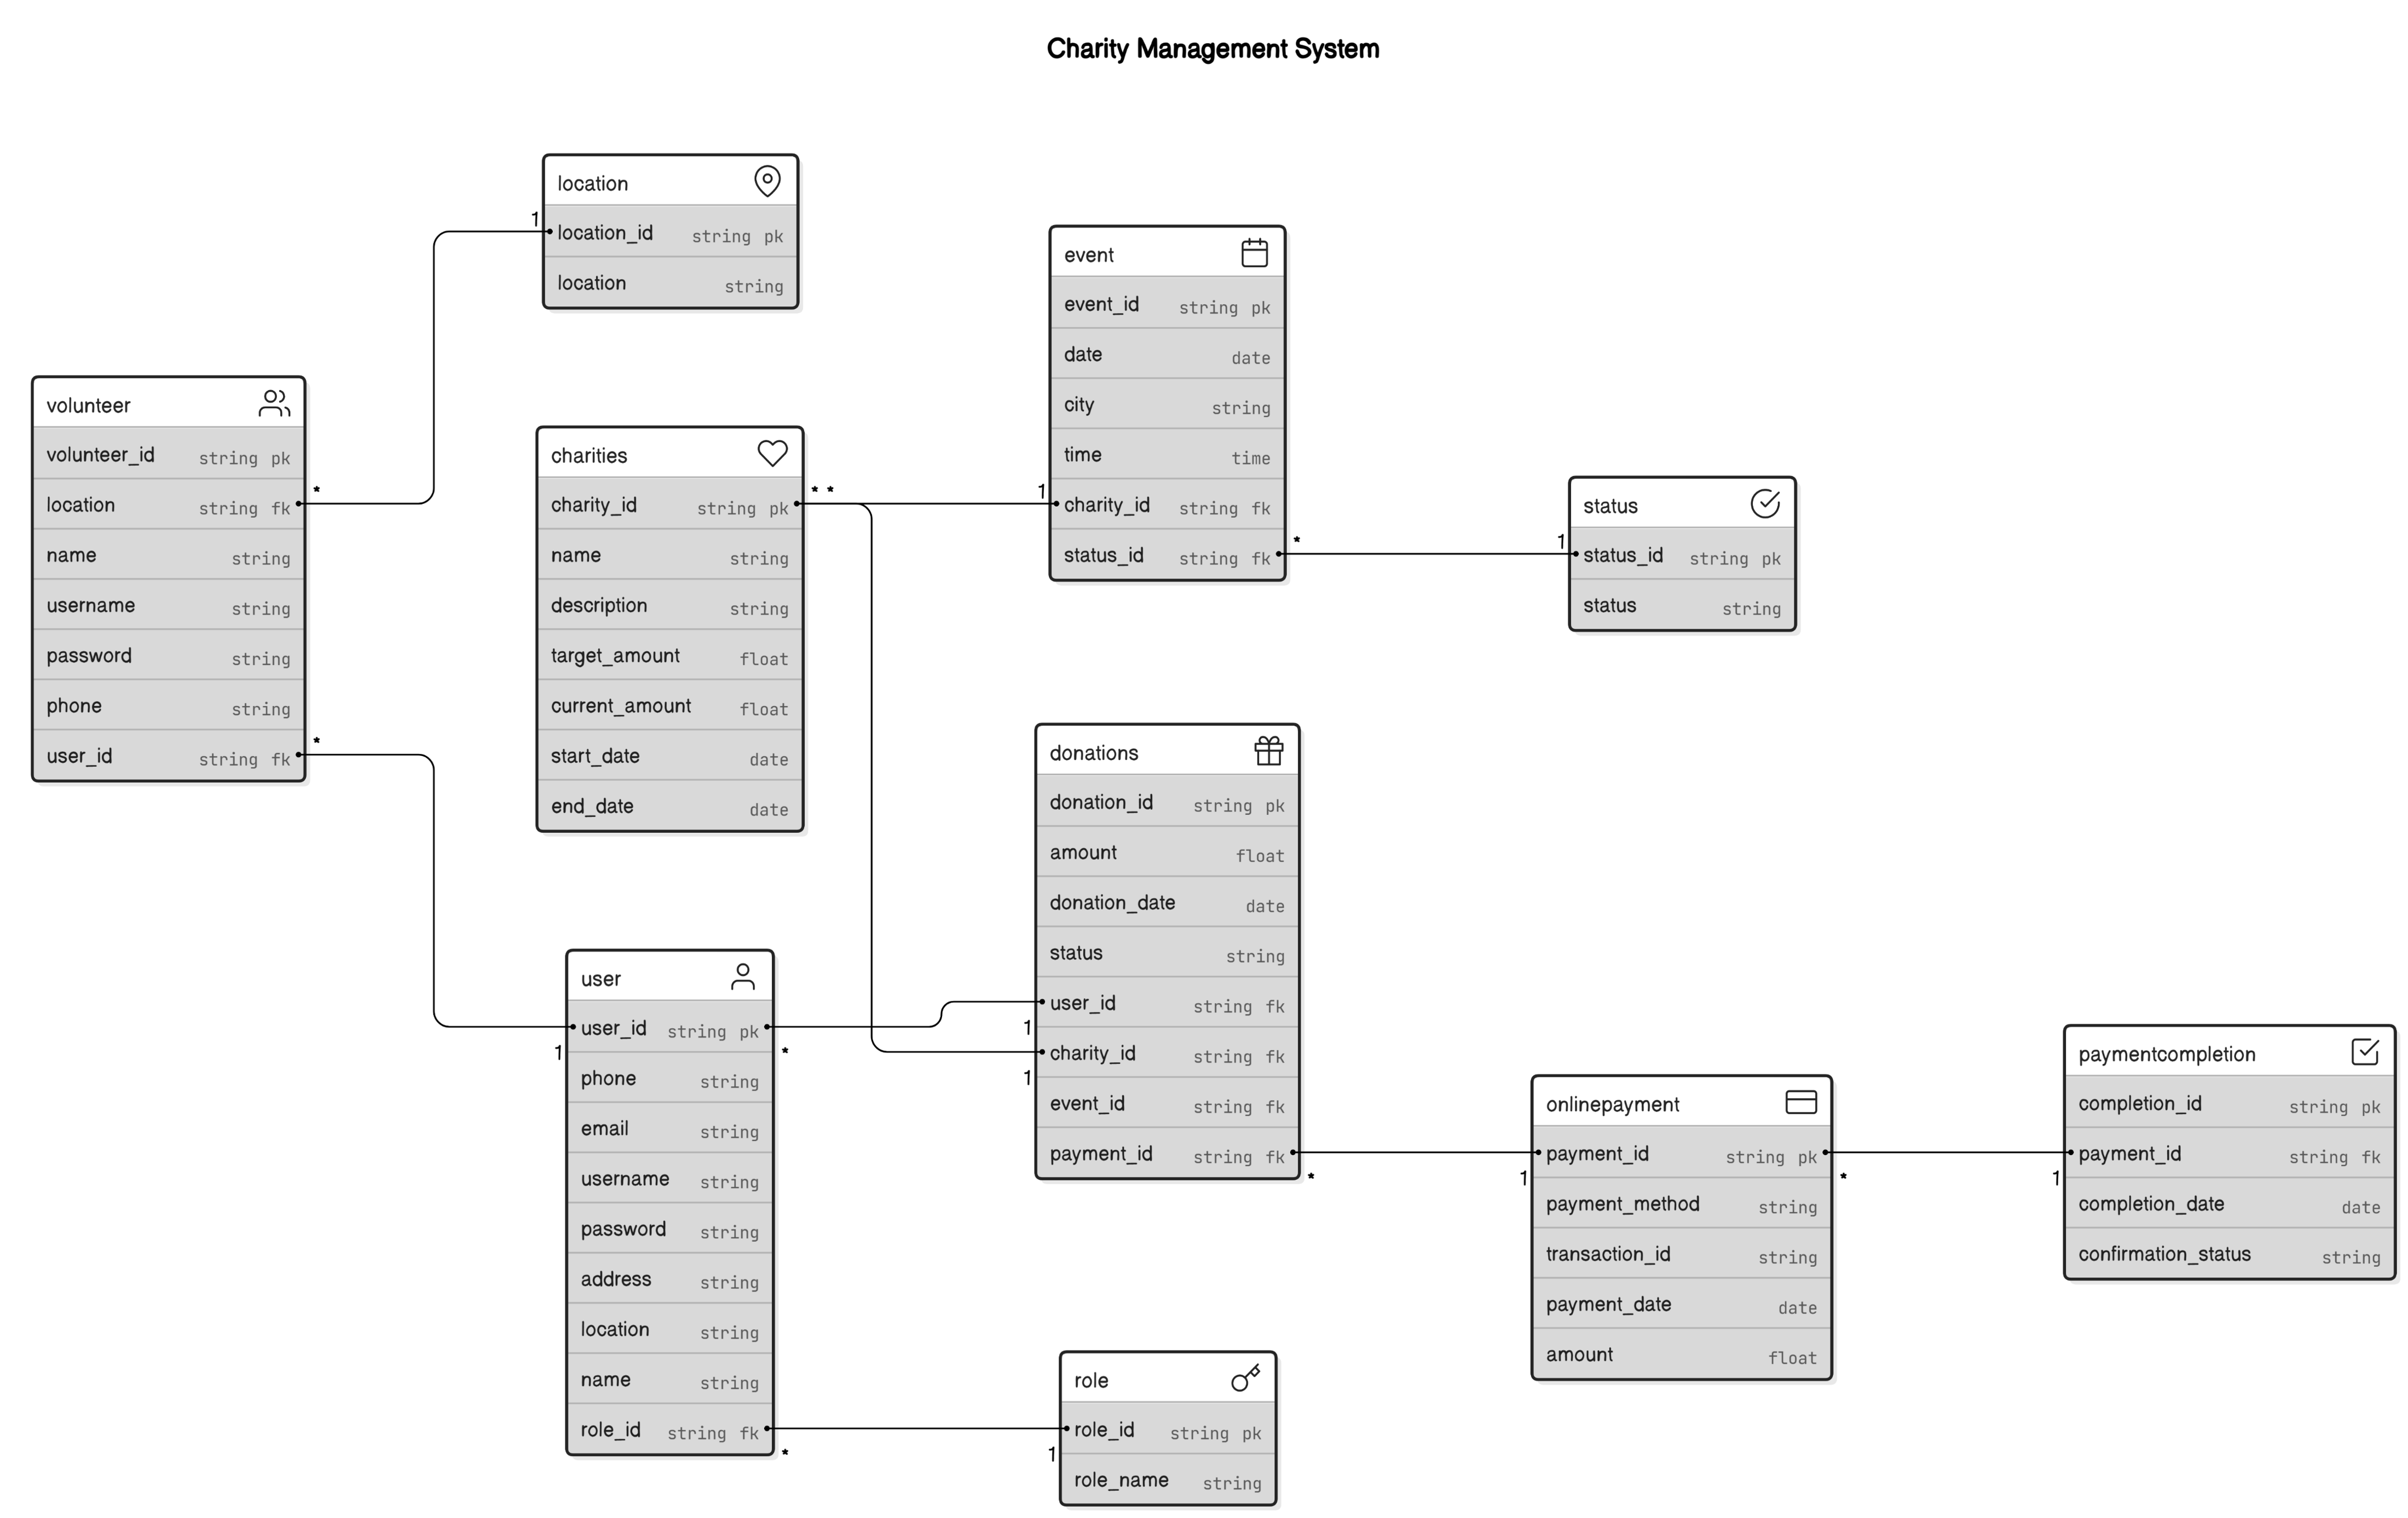 Charity Management System
location
1
location_id string pk
location string
event
event_id string pk
date date
city string
time time
1
charity_id string fk
*
status_id string fk
volunteer
volunteer_id string pk
*
location string fk
name string
username string
password string
phone string
*
user_id string fk
charities
* *
charity_id string pk
name string
description string
target_amount float
current_amount float
start_date date
end_date date
status
1
status_id string pk
status string
donations
donation_id string pk
amount float
donation_date date
status string
user_id string fk
1
charity_id string fk
1
event_id string fk
payment_id string fk
*
user
user_id string pk
1
*
phone string
email string
username string
password string
address string
location string
name string
role_id string fk
*
role
role_id string pk
1
role_name string
onlinepayment
payment_id string pk
1
*
payment_method string
transaction_id string
payment_date date
amount float
paymentcompletion
completion_id string pk
payment_id string fk
1
completion_date date
confirmation_status string